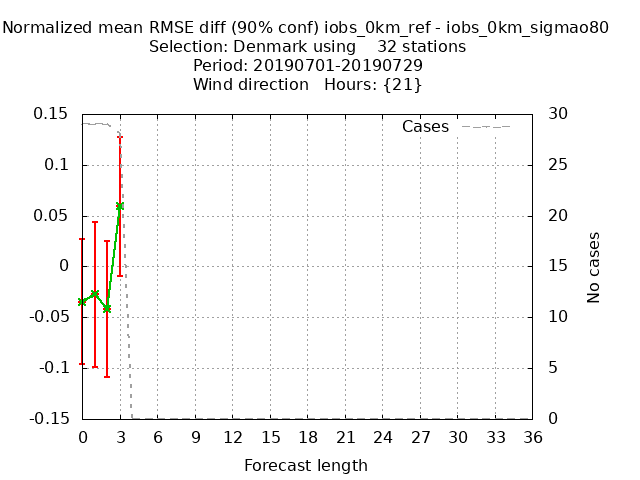 Normalized mean RMSE diff (90% conf) iobs_0km_ref - iobs_0km_sigmao80
Selection: Denmark using    32 stations
Period: 20190701-20190729
Wind direction   Hours: {21}
0.15
0.1
0.05
0
-0.05
-0.1
-0.15
Cases
30
25
20
15
10
5
0
No cases
0 3 6 9 12 15 18 21 24 27 30 33 36
Forecast length